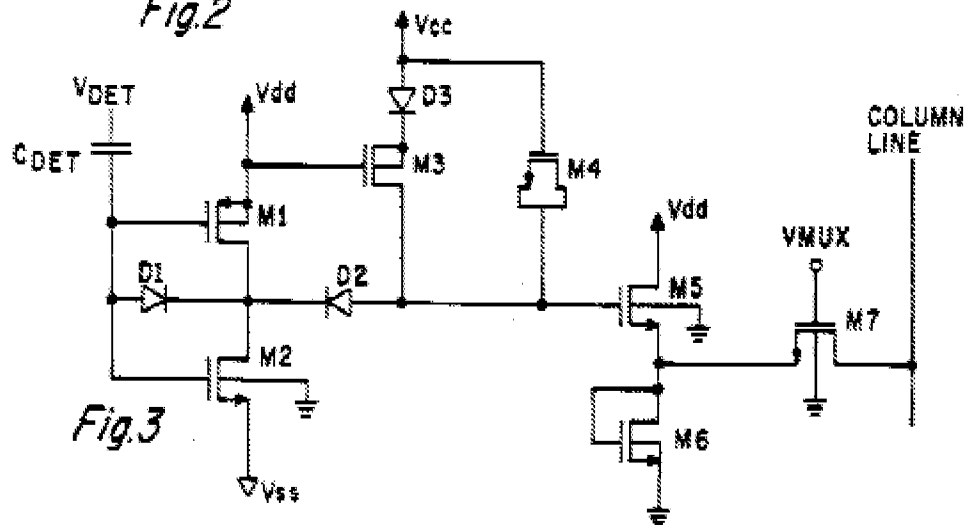 Fig.2
Vcc
VDET
Vdd
D3
COLUMN
LINE
CDET
M3
M4
M1
Vdd
VMUX
D1
D2
M5
M7
M2
Fig.3
M6
Vss